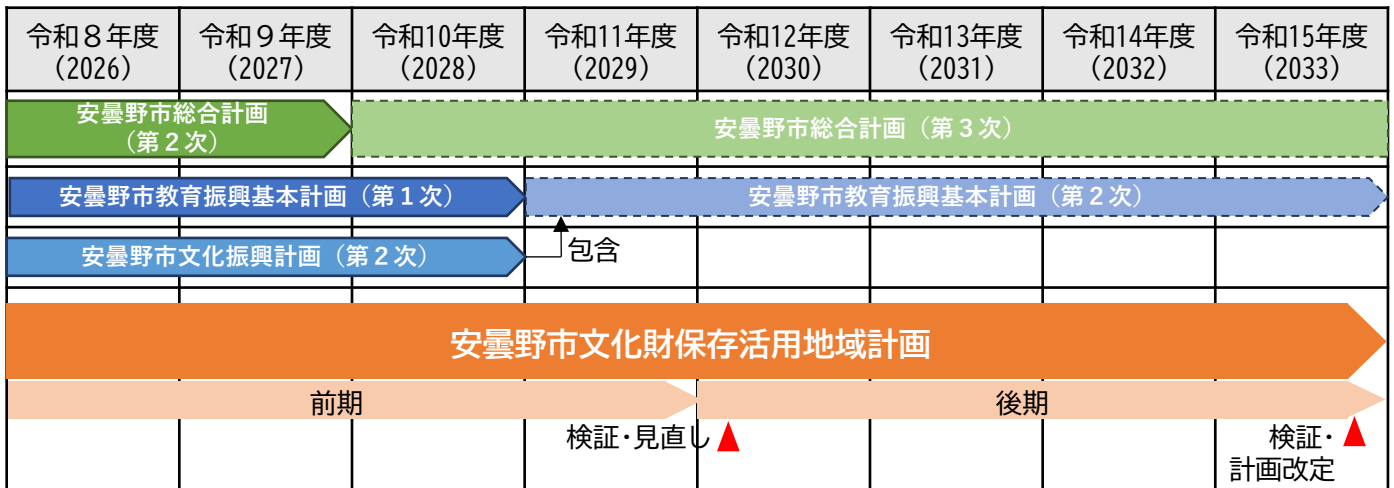 令和８年度
(2026)
令和９年度
(2027)
令和10年度
(2028)
令和11年度
(2029)
令和12年度
(2030)
令和13年度
(2031)
令和14年度
(2032)
令和15年度
(2033)
安曇野市総合計画
(第２次)
安曇野市総合計画（第３次）
安曇野市教育振興基本計画（第１次）
安曇野市教育振興基本計画（第２次）
安曇野市文化振興計画（第２次）
包含
安曇野市文化財保存活用地域計画
前期
後期
検証・見直し
検証・
計画改定